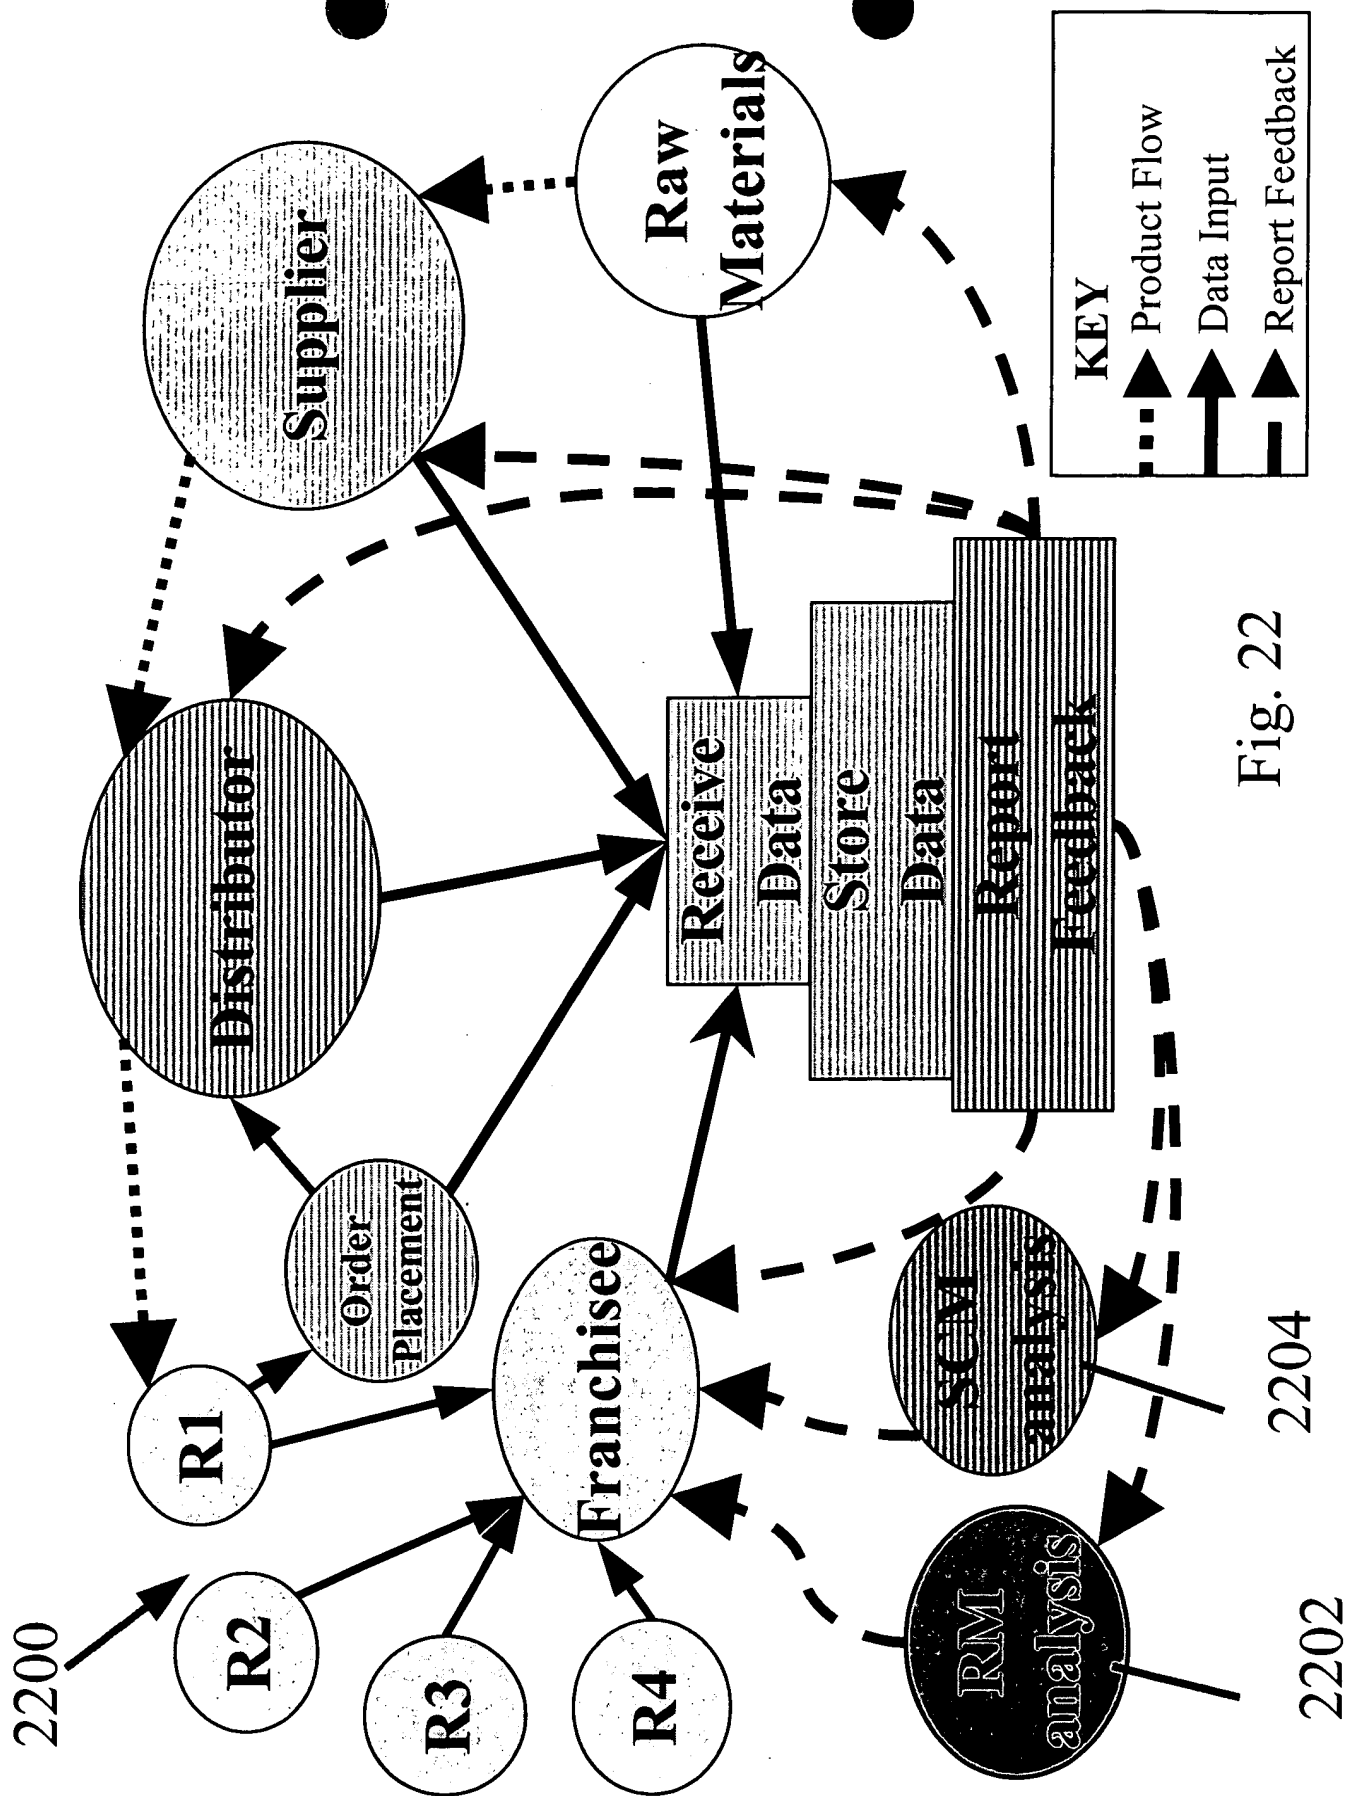 2200
R1
R2
R3
R4
Order
Placement
Distributor
Supplier
Raw
Materials
Franchisee
Receive
Data
Store
Data
Report
Feedback
RM
analysis
SCM
analysis
2202
2204
Fig. 22
KEY
Product Flow
Data Input
Report Feedback